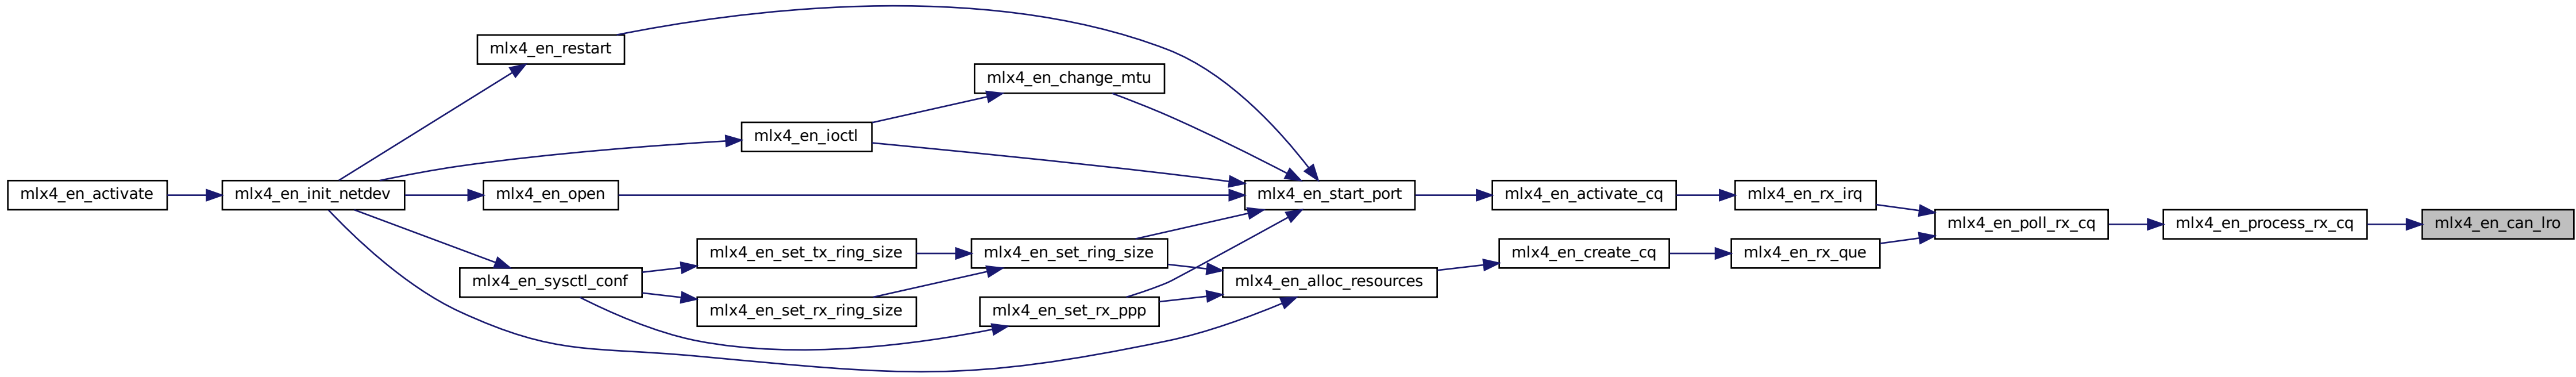 mlx4_en_restart
mlx4_en_change_mtu
mlx4_en_ioctl
mlx4_en_activate
mlx4_en_init_netdev
mlx4_en_open
mlx4_en_start_port
mlx4_en_activate_cq
mlx4_en_rx_irq
mlx4_en_poll_rx_cq
mlx4_en_process_rx_cq
mlx4_en_can_lro
mlx4_en_set_tx_ring_size
mlx4_en_set_ring_size
mlx4_en_create_cq
mlx4_en_rx_que
mlx4_en_sysctl_conf
mlx4_en_alloc_resources
mlx4_en_set_rx_ring_size
mlx4_en_set_rx_ppp